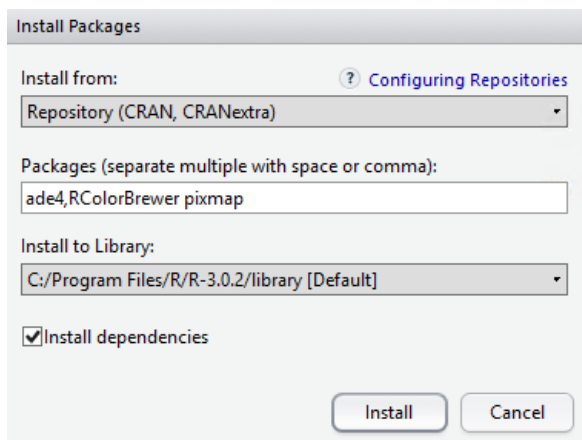 Install Packages
Install from:
? Configuring Repositories
Repository (CRAN, CRANextra)
Packages (separate multiple with space or comma):
ade4,RColorBrewer pixmap
Install to Library:
C:/Program Files/R/R-3.0.2/library [Default]
Install dependencies
Install
Cancel